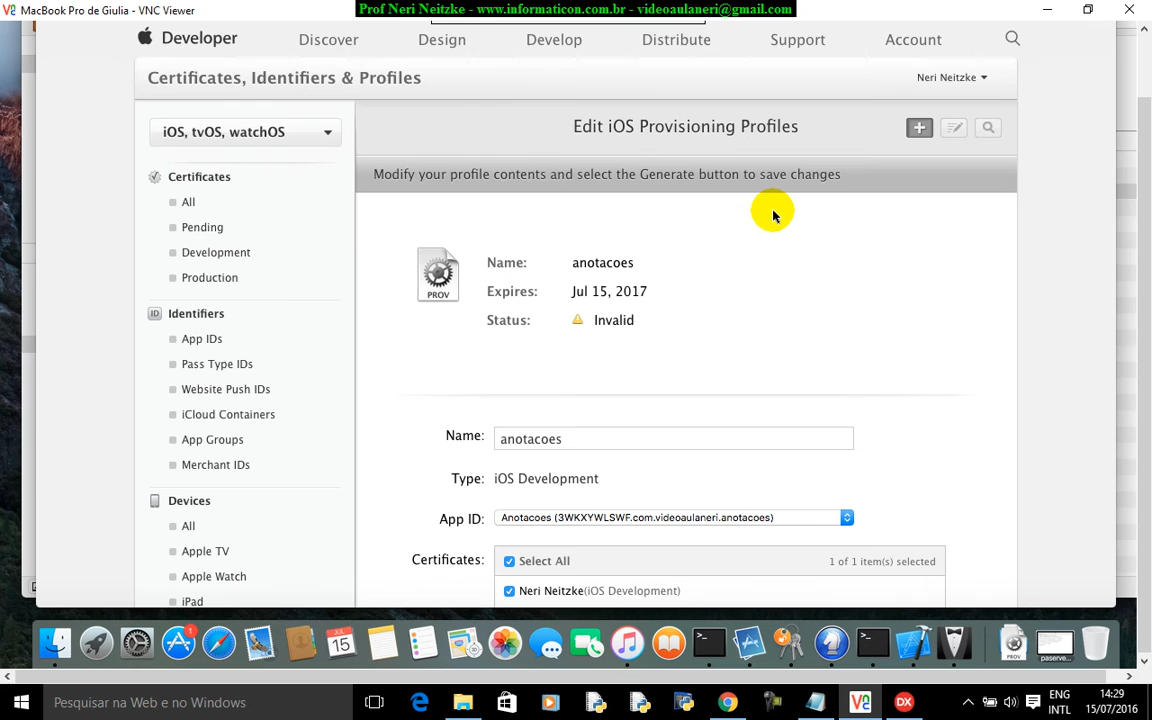 MacBook Pro de Giulia - VNC Viewer
Prof Neri Neitzke - www.informaticon.com.br - videoaulaneri@gmail.com
Developer Discover Design Develop Distribute Support Account
Certificates, Identifiers & Profiles
Neri Neitzke
iOS, tvOS, watchOS
Certificates
All
Pending
Development
Production
Identifiers
App IDs
Pass Type IDs
Website Push IDs
iCloud Containers
App Groups
Merchant IDs
Devices
All
Apple TV
Apple Watch
iPad
Edit iOS Provisioning Profiles
Modify your profile contents and select the Generate button to save changes
PROV
Name: anotacoes
Expires: Jul 15, 2017
Status: Invalid
Name: anotacoes
Type: iOS Development
App ID: Anotacoes (3WKXYWLSWF.com.videoaulaneri.anotacoes)
Certificates: Select All 1 of 1 item(s) selected
Neri Neitzke(iOS Development)
1
JUL
15
PROV
paserve...
Pesquisar na Web e no Windows
ENG
INTL
14:29
15/07/2016